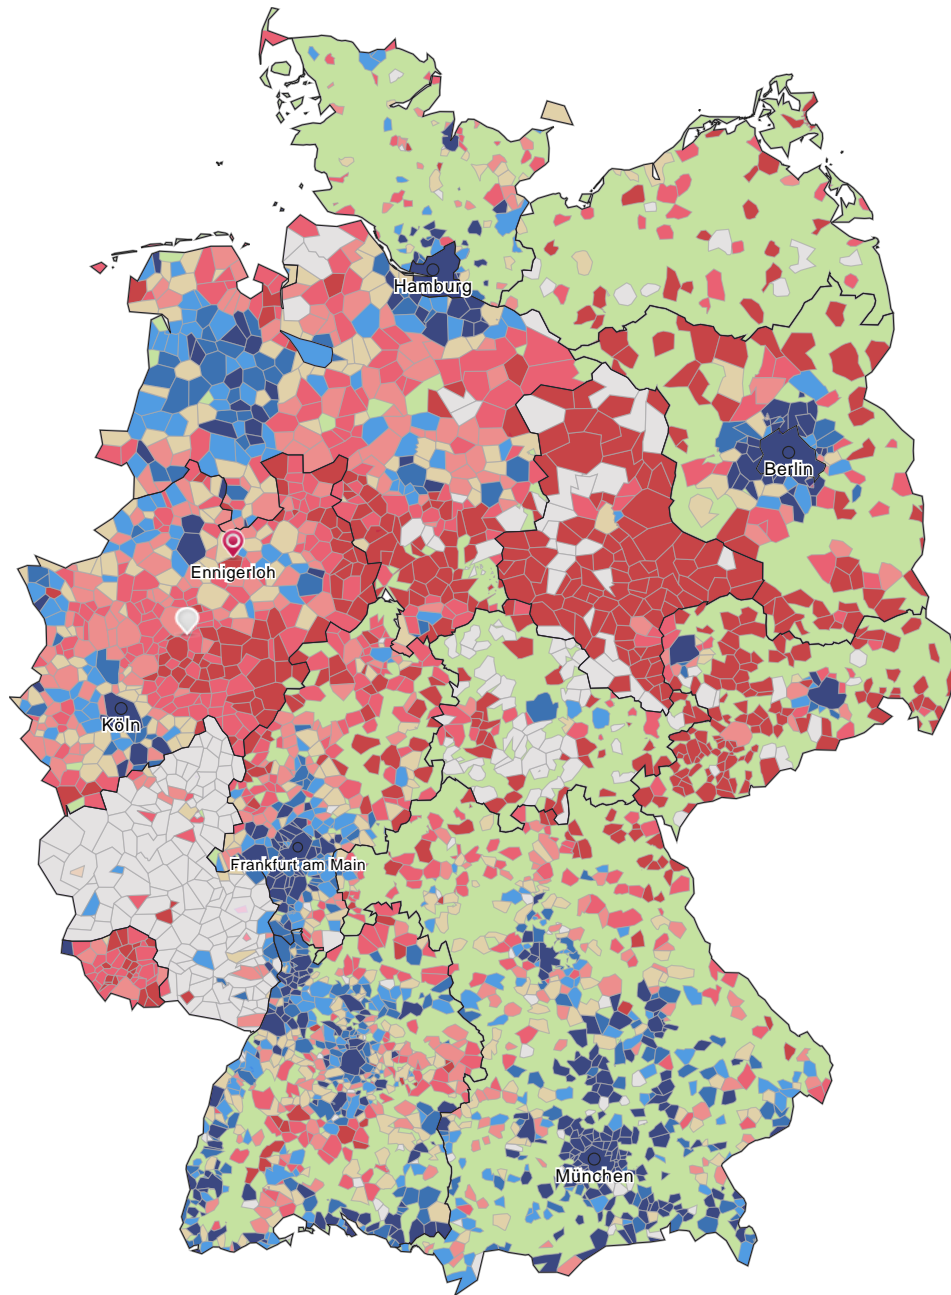 Hamburg
Berlin
Ennigerloh
Köln
Frankfurt am Main
München